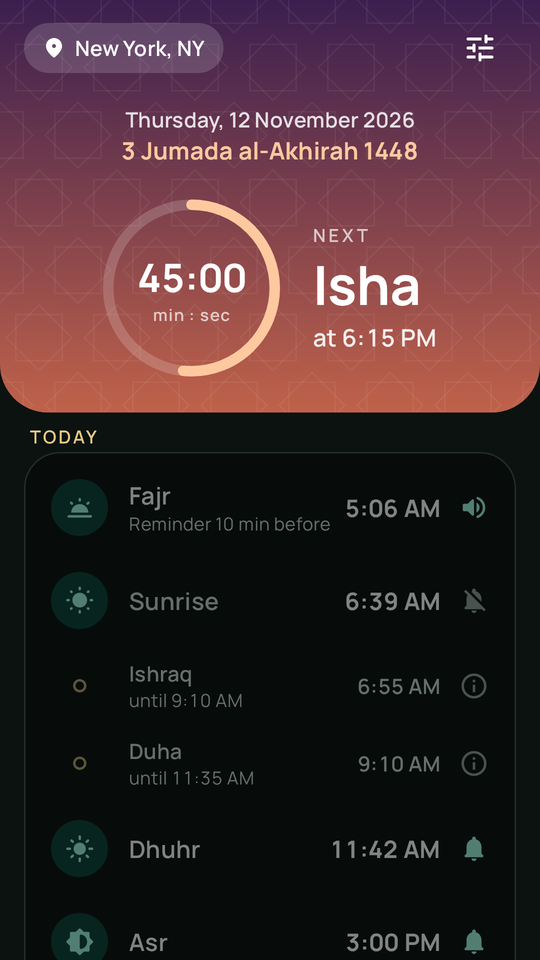 New York, NY
Thursday, 12 November 2026
3 Jumada al-Akhirah 1448
45:00
min : sec
NEXT
Isha
at 6:15 PM
TODAY
Fajr
Reminder 10 min before
5:06 AM
Sunrise
6:39 AM
Ishraq
until 9:10 AM
6:55 AM
Duha
until 11:35 AM
9:10 AM
Dhuhr
11:42 AM
Asr
3:00 PM